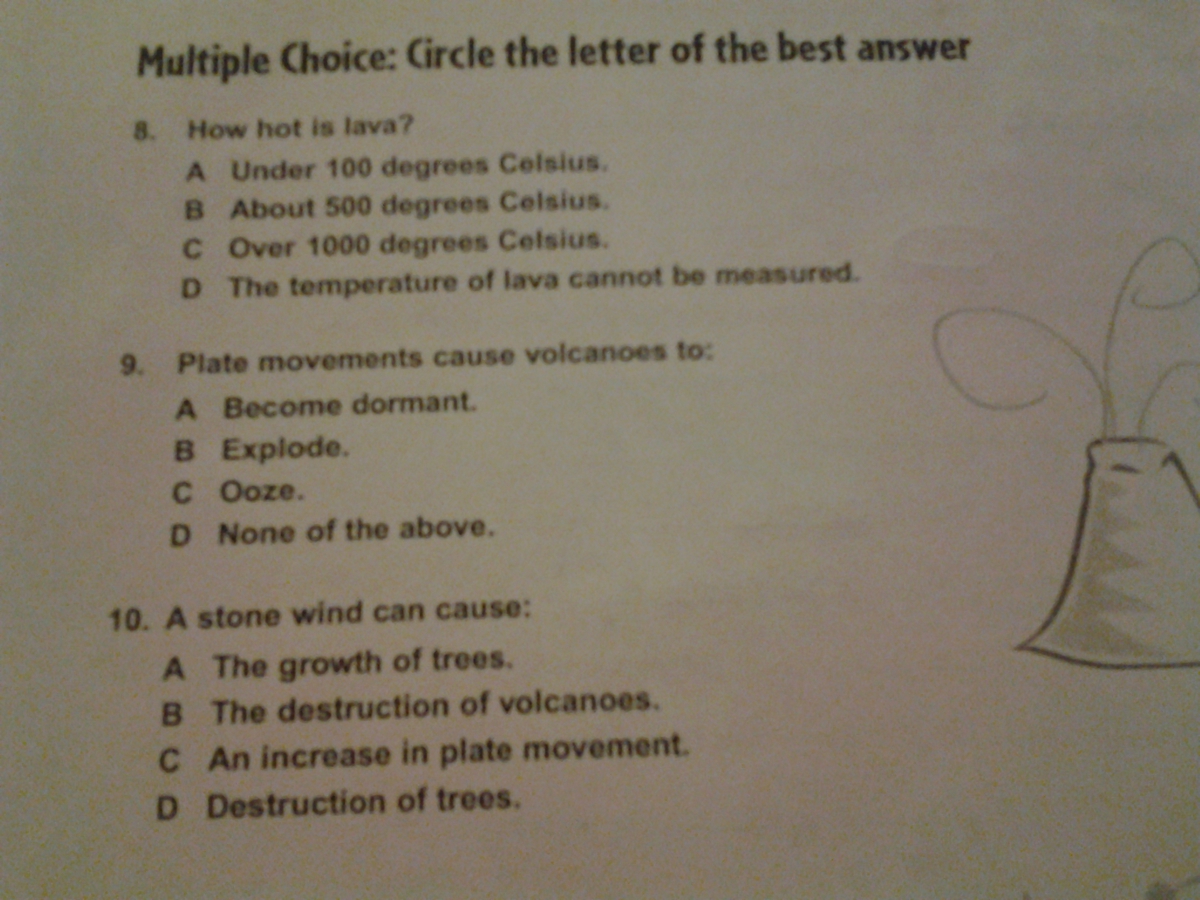 Multiple Choice: Circle the letter of the best answer
8. How hot is lava?
A Under 100 degrees Celsius.
B About 500 degrees Celsius.
C Over 1000 degrees Celsius.
D The temperature of lava cannot be measured.
9. Plate movements cause volcanoes to:
A Become dormant.
B Explode.
C Ooze.
D None of the above.
10. A stone wind can cause:
A The growth of trees.
B The destruction of volcanoes.
C An increase in plate movement.
D Destruction of trees.